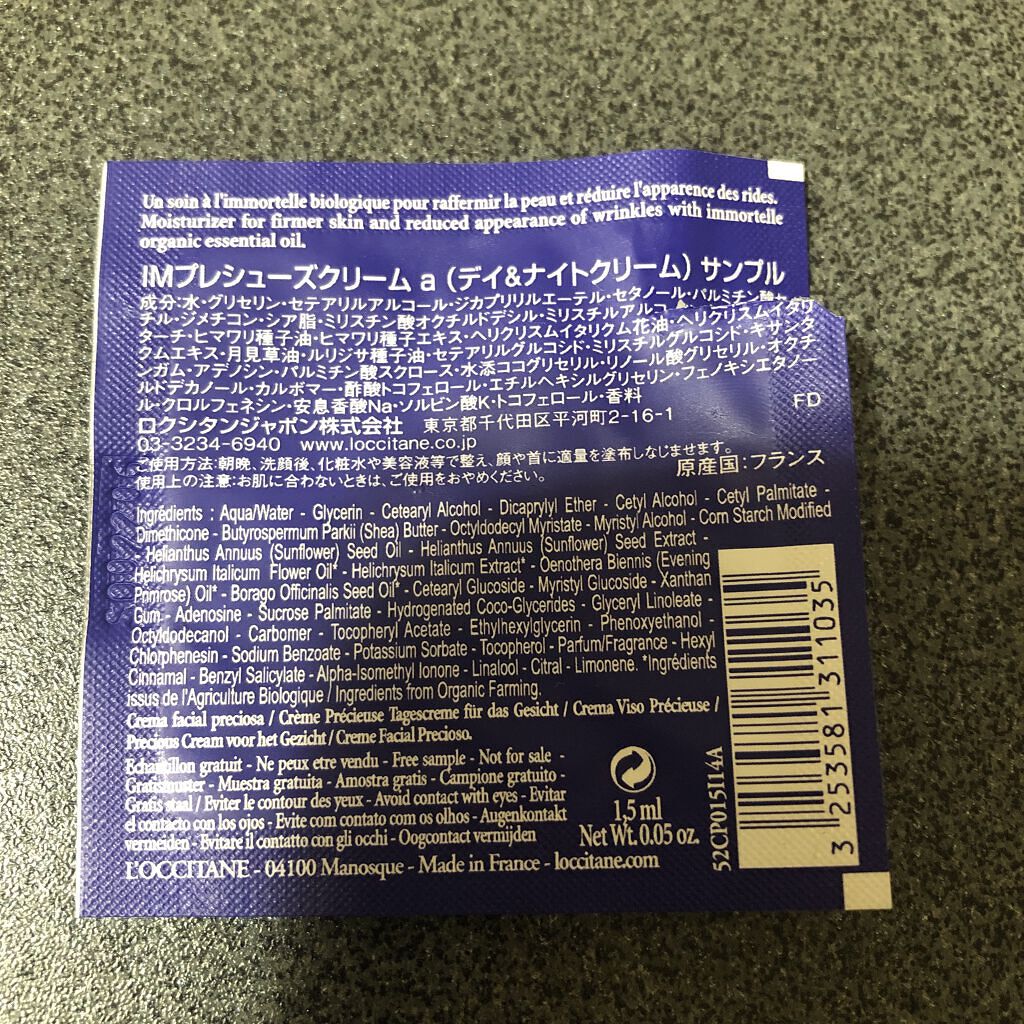 Un soin à l'immortelle biologique pour raffermir la peau et réduire l'apparence des rides.
Moisturizer for firmer skin and reduced appearance of wrinkles with immortelle
organic essential oil.
IMプレシューズクリーム a (デイ&ナイトクリーム) サンプル
成分:水・グリセリン・セテアリルアルコール・ジカプリリルエーテル・セタノール・パルミチン酸セ
チル・ジメチコン・シア脂・ミリスチン酸オクチルドデシル・ミリスチルアルコ
ターチ・ヒマワリ種子油・ヒマワリ種子エキス・ヘリクリスムイタリクム花油・ヘリクリスムイタリ
クムエキス・月見草油・ルリジサ種子油・セテアリルグルコシド・ミリスチルグルコシド・キサンタ
ンガム・アデノシン・パルミチン酸スクロース・水添ココグリセリル・リノール酸グリセリル・オクチ
ルドデカノール・カルボマー・酢酸トコフェロール・エチルヘキシルグリセリン・フェノキシエタノー
ル・クロルフェネシン・安息香酸Na・ソルビン酸K・トコフェロール・香料
FD
ロクシタンジャポン株式会社 東京都千代田区平河町2-16-1
03-3234-6940 www.loccitane.co.jp
ご使用方法:朝晩、洗顔後、化粧水や美容液等で整え、顔や首に適量を塗布しなじませます。
使用上の注意:お肌に合わないときは、ご使用をおやめください。
原産国:フランス
Ingrédients : Aqua/Water - Glycerin - Cetearyl Alcohol - Dicaprylyl Ether - Cetyl Alcohol - Cetyl Palmitate -
Dimethicone - Butyrospermum Parkii (Shea) Butter - Octyldodecyl Myristate - Myristyl Alcohol - Corn Starch Modified
- Helianthus Annuus (Sunflower) Seed Oil - Helianthus Annuus (Sunflower) Seed Extract -
Helichrysum Italicum Flower Oil* - Helichrysum Italicum Extract* - Oenothera Biennis (Evening
Primrose) Oil* - Borago Officinalis Seed Oil* - Cetearyl Glucoside - Myristyl Glucoside - Xanthan
Gum - Adenosine - Sucrose Palmitate - Hydrogenated Coco-Glycerides - Glyceryl Linoleate -
Octyldodecanol - Carbomer - Tocopheryl Acetate - Ethylhexylglycerin - Phenoxyethanol -
Chlorphenesin - Sodium Benzoate - Potassium Sorbate - Tocopherol - Parfum/Fragrance - Hexyl
Cinnamal - Benzyl Salicylate - Alpha-Isomethyl Ionone - Linalool - Citral - Limonene. *Ingrédients
issus de l'Agriculture Biologique / Ingredients from Organic Farming.
Crema facial preciosa / Crème Précieuse Tagescreme für das Gesicht / Crema Viso Précieuse /
Precious Cream voor het Gezicht / Creme Facial Precioso.
Echantillon gratuit - Ne peux etre vendu - Free sample - Not for sale -
Gratismuster - Muestra gratuita - Amostra gratis - Campione gratuito -
Gratis staal / Eviter le contour des yeux - Avoid contact with eyes - Evitar
el contacto con los ojos - Evite com contato com os olhos - Augenkontakt
vermeiden - Evitare il contatto con gli occhi - Oogcontact vermijden
L'OCCITANE - 04100 Manosque - Made in France - loccitane.com
1,5 ml
Net Wt. 0.05 oz.
52CP015I14A
3 253581 311035